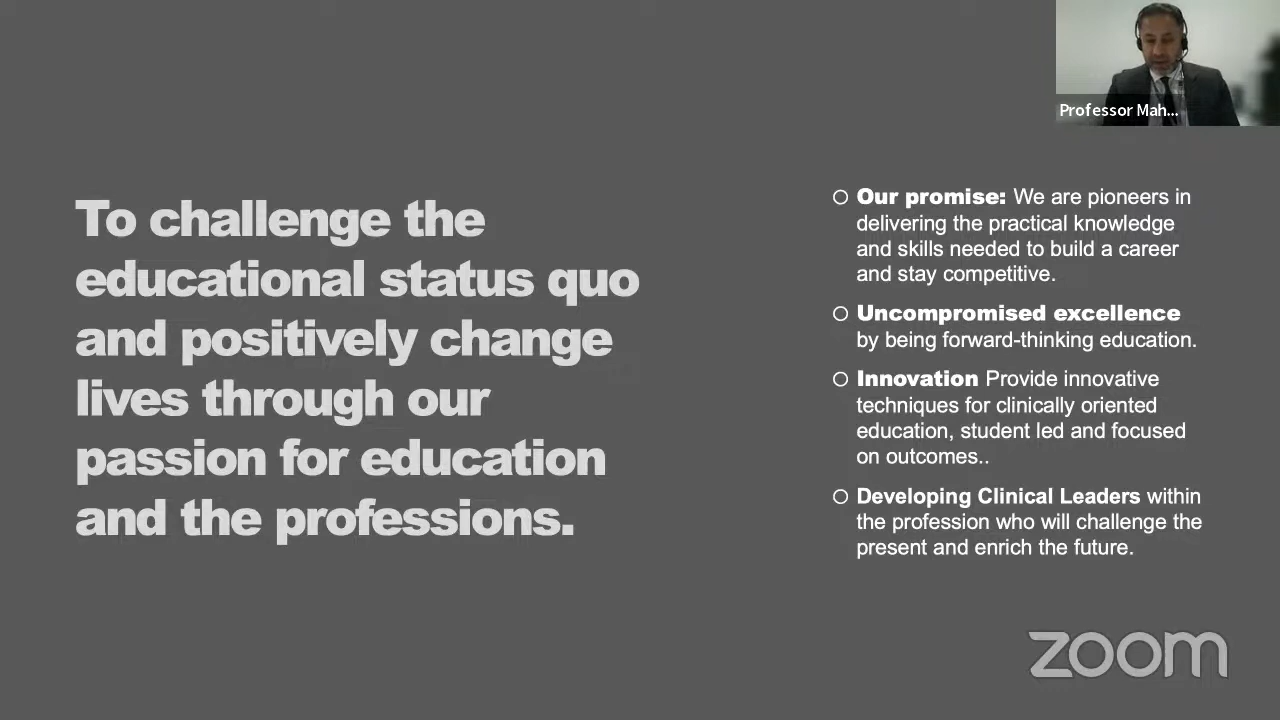 Professor Mah...
To challenge the
educational status quo
and positively change
lives through our
passion for education
and the professions.
Our promise: We are pioneers in
delivering the practical knowledge
and skills needed to build a career
and stay competitive.
Uncompromised excellence
by being forward-thinking education.
Innovation Provide innovative
techniques for clinically oriented
education, student led and focused
on outcomes..
Developing Clinical Leaders within
the profession who will challenge the
present and enrich the future.
zoom